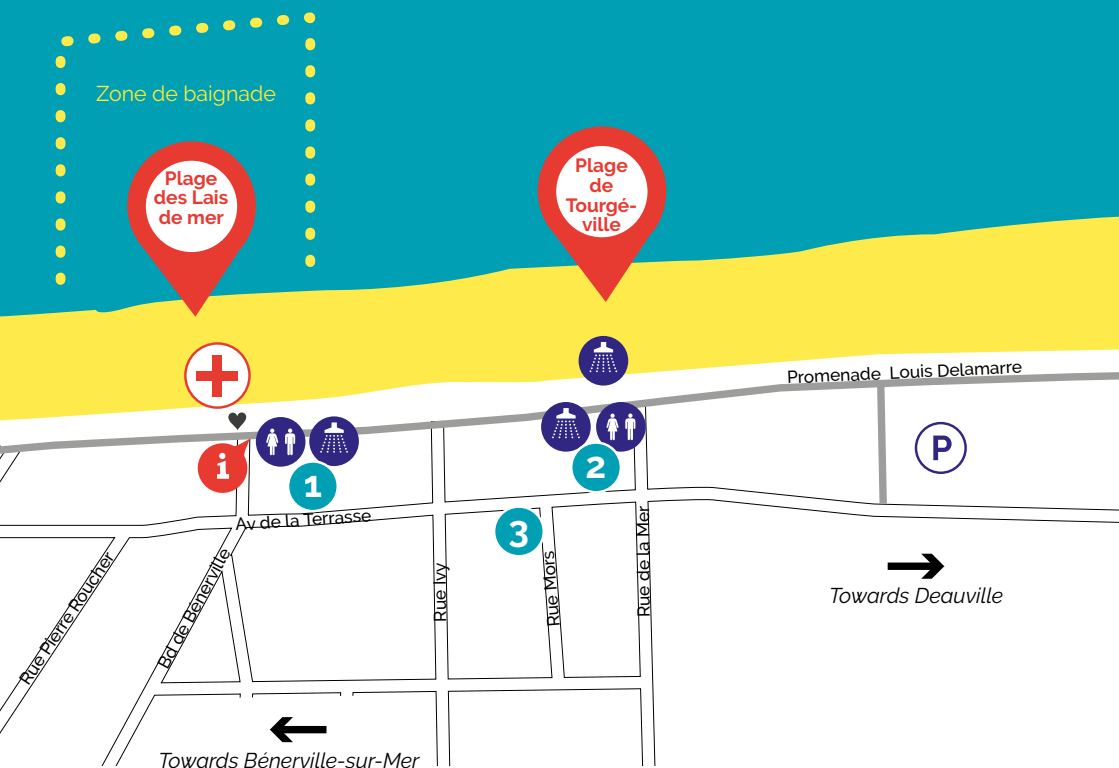 Zone de baignade
Plage
des Lais
de mer
Plage
de
Tourgé-
ville
Promenade Louis Delamarre
i
1
2
P
Av de la Terrasse
3
Rue Pierre Roucher
Bd de Bénerville
Rue Ivy
Rue Mors
Rue de la Mer
Towards Deauville
Towards Bénerville-sur-Mer